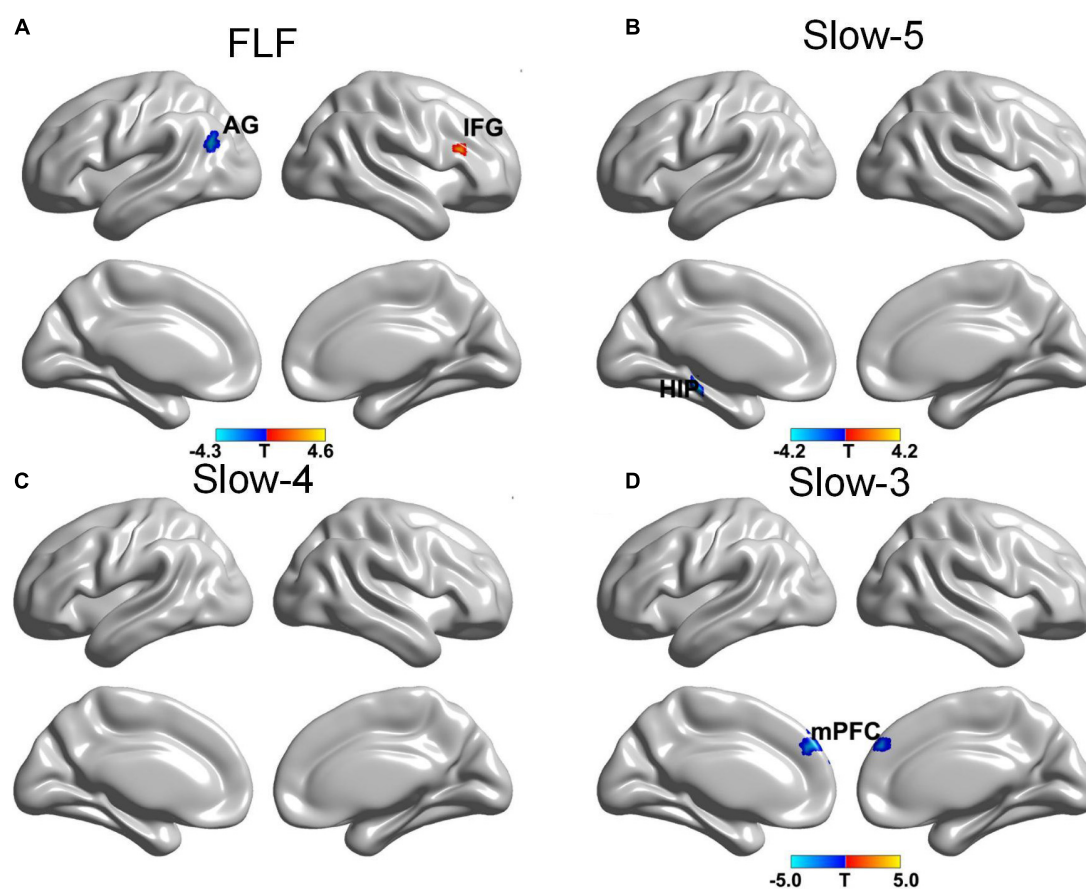 A
FLF
AG
IFG
-4.3 T 4.6
B
Slow-5
HIP
-4.2 T 4.2
C
Slow-4
D
Slow-3
mPFC
-5.0 T 5.0